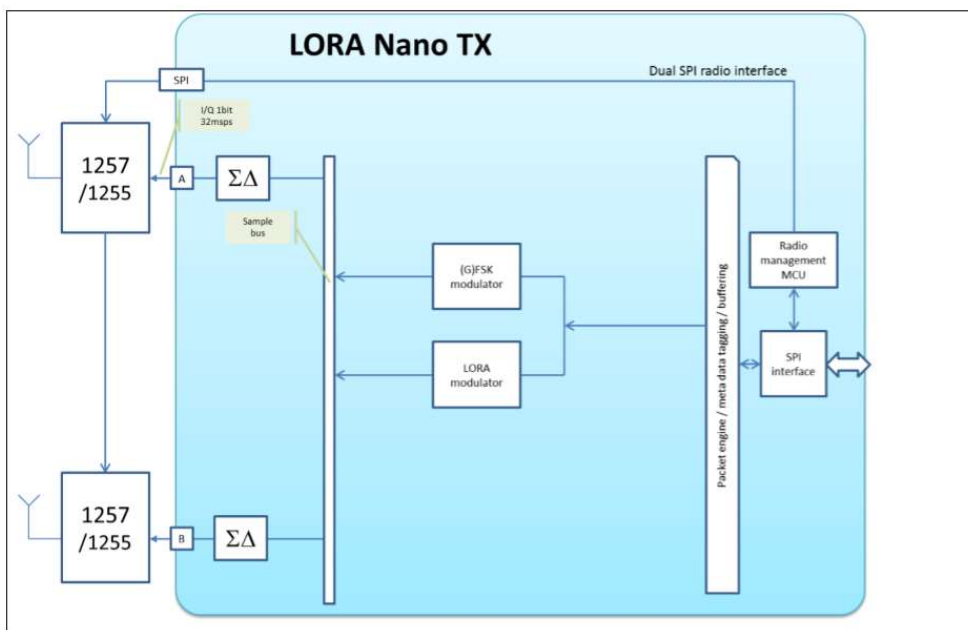 LORA Nano TX
Dual SPI radio interface
SPI
I/Q 1bit
32msps
1257
/1255
A
ΣΔ
Sample
bus
(G)FSK
modulator
Radio
management
MCU
LORA
modulator
Packet engine / meta data tagging / buffering
SPI
interface
1257
/1255
B
ΣΔ